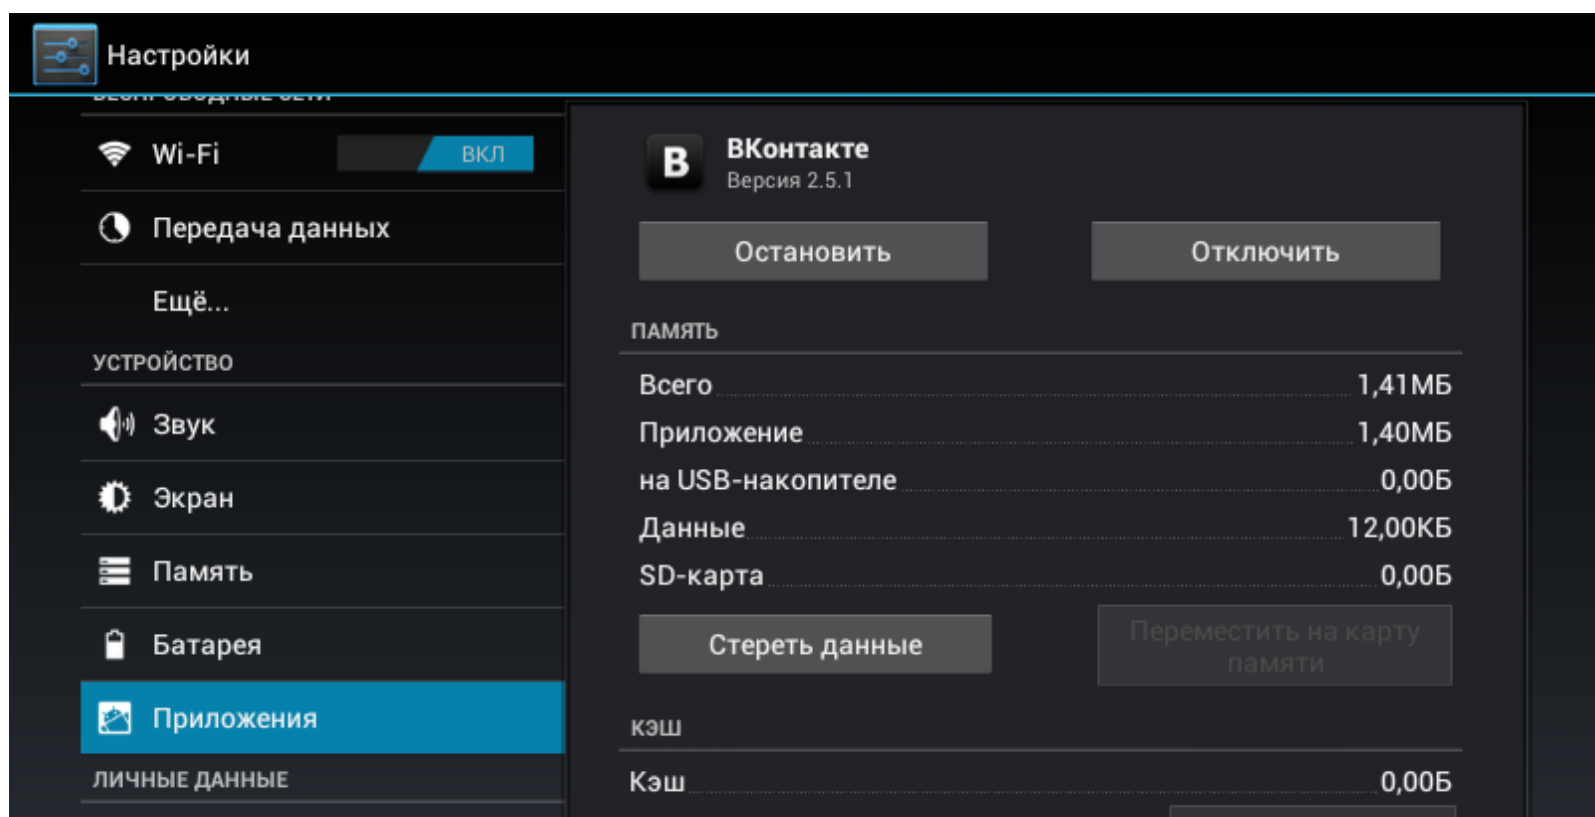 Настройки
БЕСПРОВОДНЫЕ СЕТИ
Wi-Fi
ВКЛ
Передача данных
Ещё...
УСТРОЙСТВО
Звук
Экран
Память
Батарея
Приложения
ЛИЧНЫЕ ДАННЫЕ
B
ВКонтакте
Версия 2.5.1
Остановить
Отключить
ПАМЯТЬ
Всего 1,41МБ
Приложение 1,40МБ
на USB-накопителе 0,00Б
Данные 12,00КБ
SD-карта 0,00Б
Стереть данные
Переместить на карту
памяти
КЭШ
Кэш 0,00Б